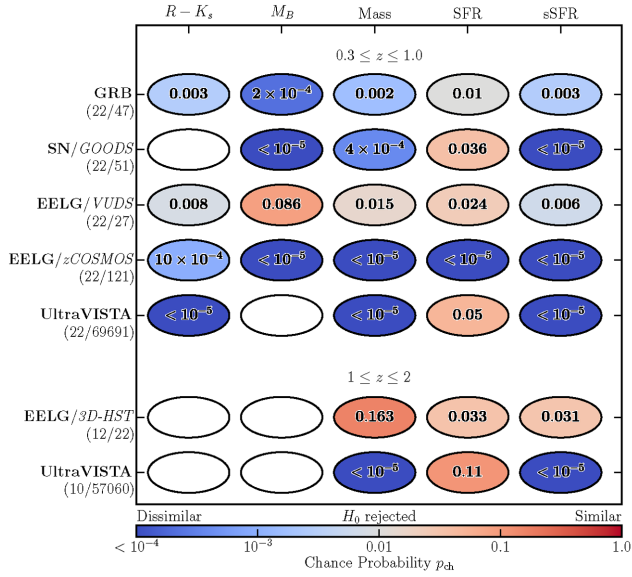 R − Kₛ M_B Mass SFR sSFR
0.3 ≤ z ≤ 1.0
GRB 0.003 2 × 10⁻⁴ 0.002 0.01 0.003
(22/47)
SN/GOODS < 10⁻⁵ 4 × 10⁻⁴ 0.036 < 10⁻⁵
(22/51)
EELG/VUDS 0.008 0.086 0.015 0.024 0.006
(22/27)
EELG/zCOSMOS 10 × 10⁻⁴ < 10⁻⁵ < 10⁻⁵ < 10⁻⁵ < 10⁻⁵
(22/121)
UltraVISTA < 10⁻⁵ < 10⁻⁵ 0.05 < 10⁻⁵
(22/69691)
1 ≤ z ≤ 2
EELG/3D-HST 0.163 0.033 0.031
(12/22)
UltraVISTA < 10⁻⁵ 0.11 < 10⁻⁵
(10/57060)
Dissimilar H₀ rejected Similar
< 10⁻⁴ 10⁻³ 0.01 0.1 1.0
Chance Probability p_ch